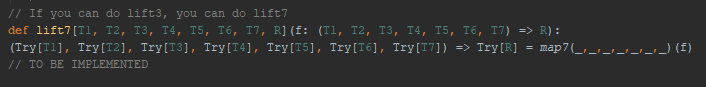 // If you can do lift3, you can do lift7
def lift7[T1, T2, T3, T4, T5, T6, T7, R](f: (T1, T2, T3, T4, T5, T6, T7) => R):
(Try[T1], Try[T2], Try[T3], Try[T4], Try[T5], Try[T6], Try[T7]) => Try[R] = map7(_,_,_,_,_,_,_)(f)
// TO BE IMPLEMENTED